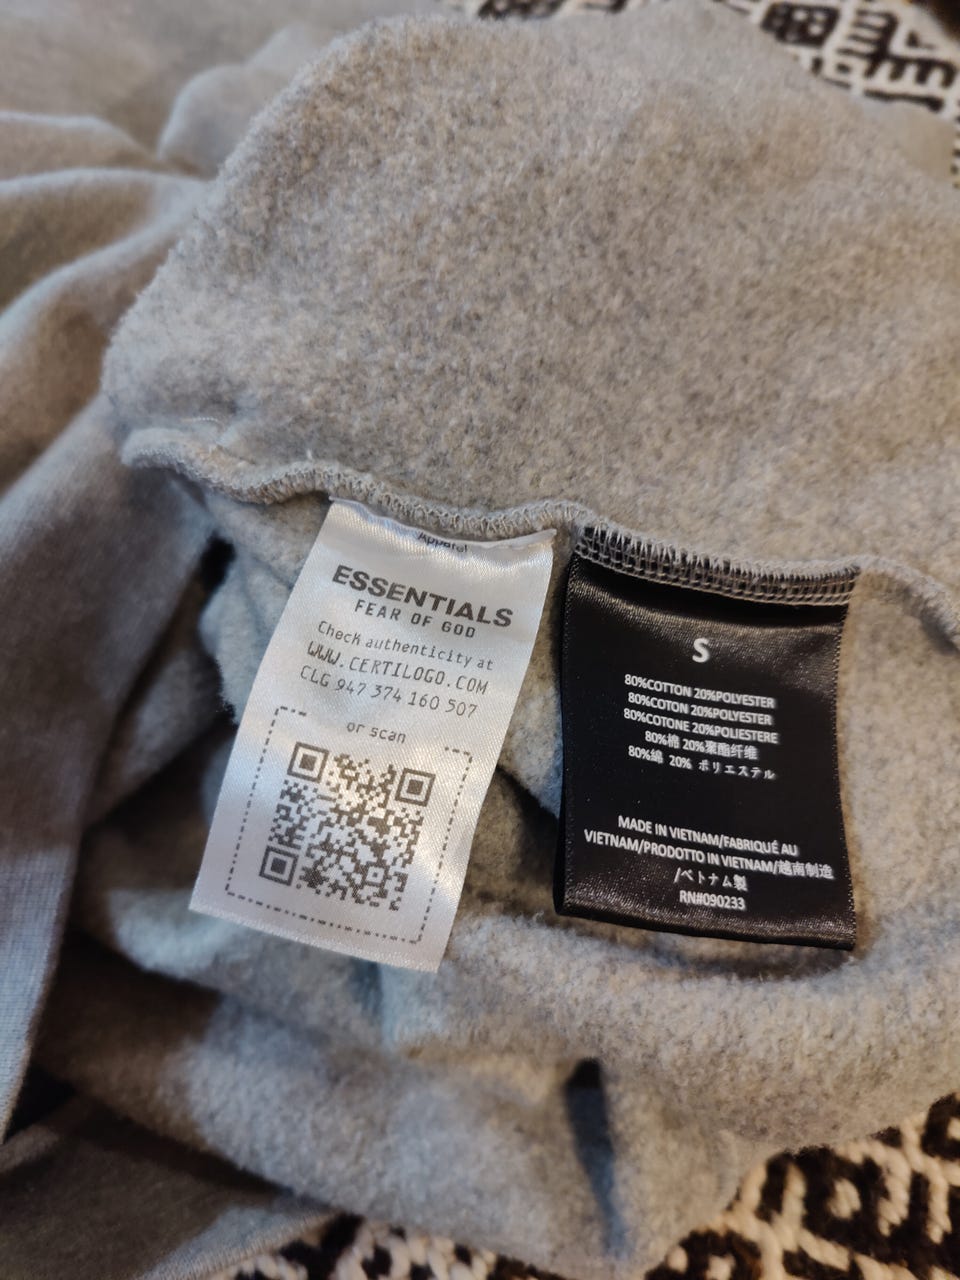 Apparel
ESSENTIALS
FEAR OF GOD
Check authenticity at
WWW.CERTILOGO.COM
CLG 947 374 160 507
or scan
S
80%COTTON 20%POLYESTER
80%COTON 20%POLYESTER
80%COTONE 20%POLIESTERE
80%棉 20%聚酯纤维
80%綿 20% ポリエステル
MADE IN VIETNAM/FABRIQUÉ AU
VIETNAM/PRODOTTO IN VIETNAM/越南制造
/ベトナム製
RN#090233